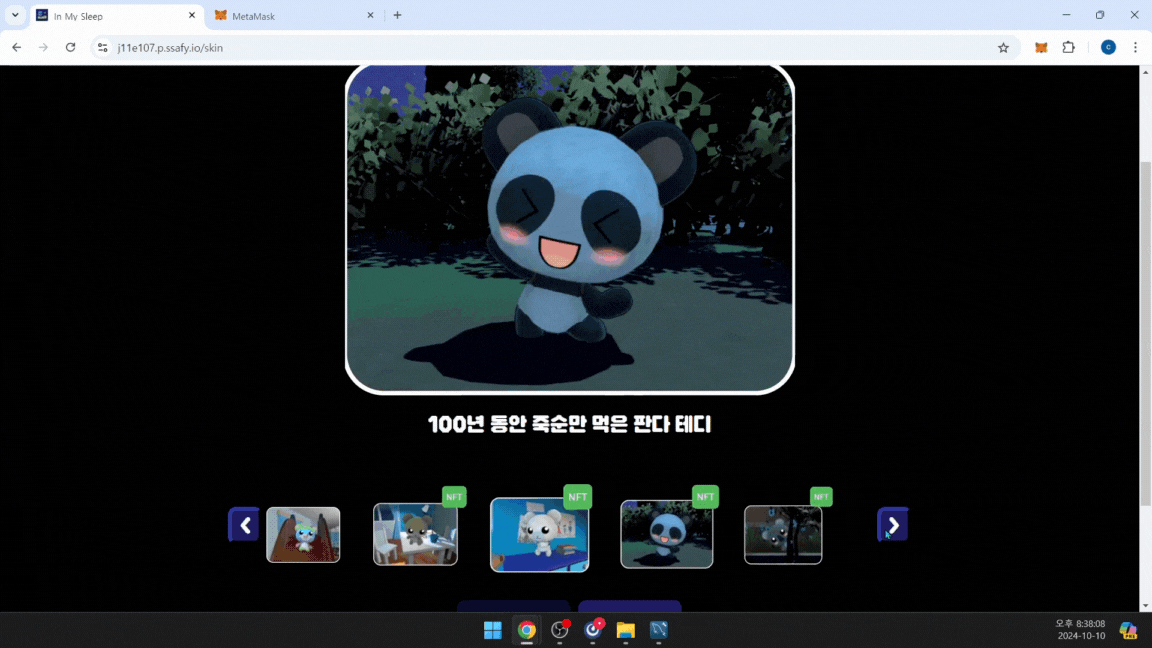 In My Sleep
MetaMask
j11e107.p.ssafy.io/skin
C
100년 동안 죽순만 먹은 판다 테디
NFT
NFT
NFT
NFT
오후 8:38:08
2024-10-10
PRE